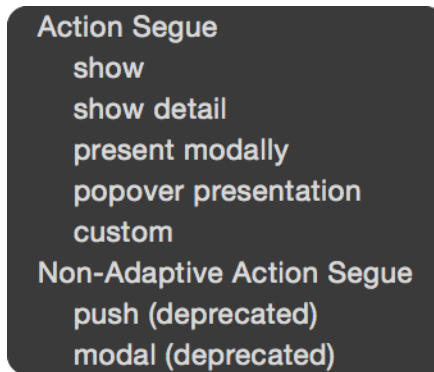 Action Segue
show
show detail
present modally
popover presentation
custom
Non-Adaptive Action Segue
push (deprecated)
modal (deprecated)